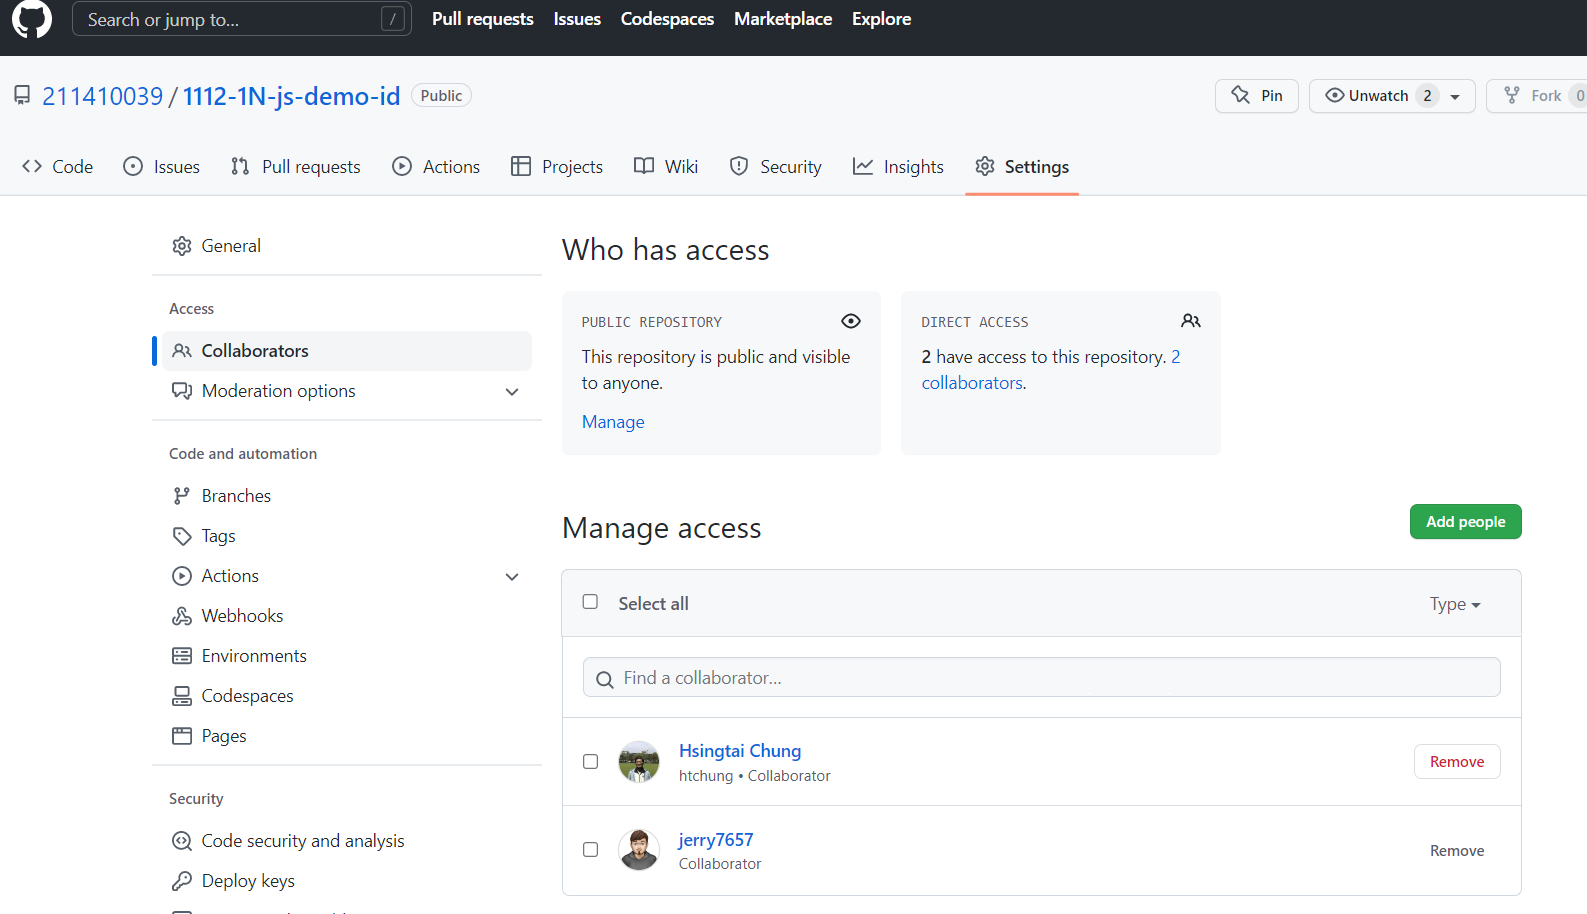 Search or jump to... /
Pull requests Issues Codespaces Marketplace Explore
211410039 / 1112-1N-js-demo-id Public
Pin Unwatch 2 Fork 0
Code Issues Pull requests Actions Projects Wiki Security Insights Settings
General
Access
Collaborators
Moderation options
Code and automation
Branches
Tags
Actions
Webhooks
Environments
Codespaces
Pages
Security
Code security and analysis
Deploy keys
Who has access
PUBLIC REPOSITORY
This repository is public and visible
to anyone.
Manage
DIRECT ACCESS
2 have access to this repository. 2
collaborators.
Manage access
Add people
Select all
Type
Find a collaborator...
Hsingtai Chung
htchung • Collaborator
Remove
jerry7657
Collaborator
Remove